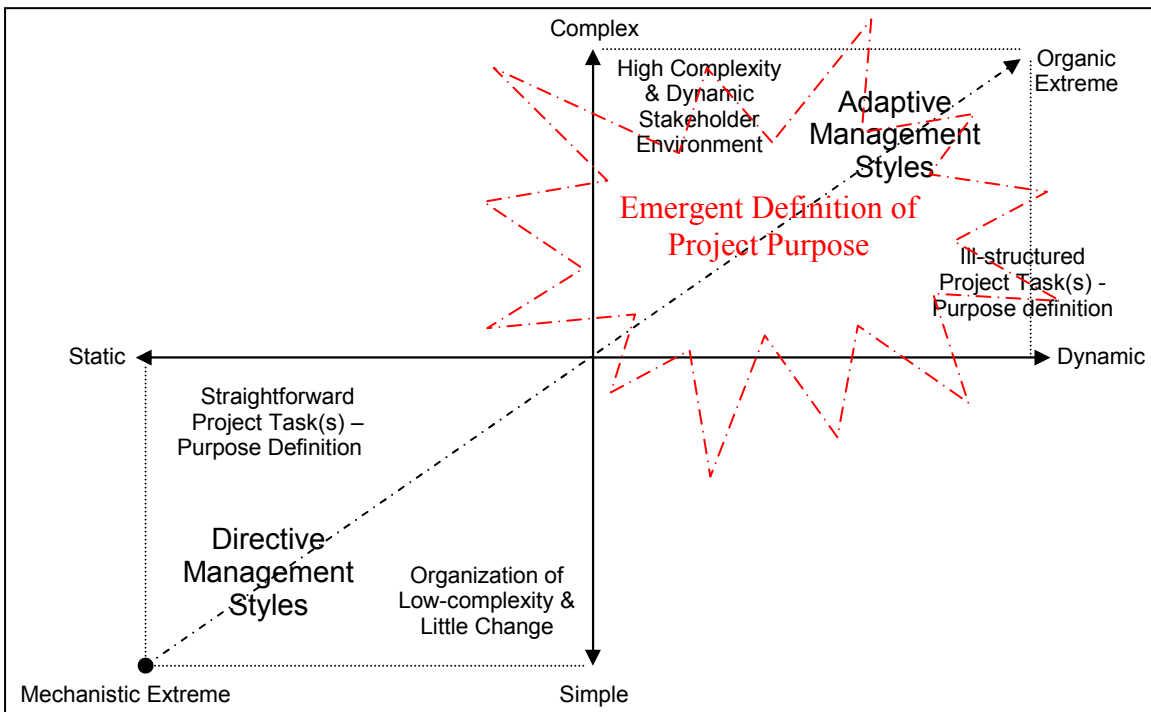 Complex
High Complexity
& Dynamic
Stakeholder
Environment
Organic
Extreme
Adaptive
Management
Styles
Emergent Definition of
Project Purpose
Ill-structured
Project Task(s) -
Purpose definition
Static
Dynamic
Straightforward
Project Task(s) –
Purpose Definition
Directive
Management
Styles
Organization of
Low-complexity &
Little Change
Mechanistic Extreme
Simple